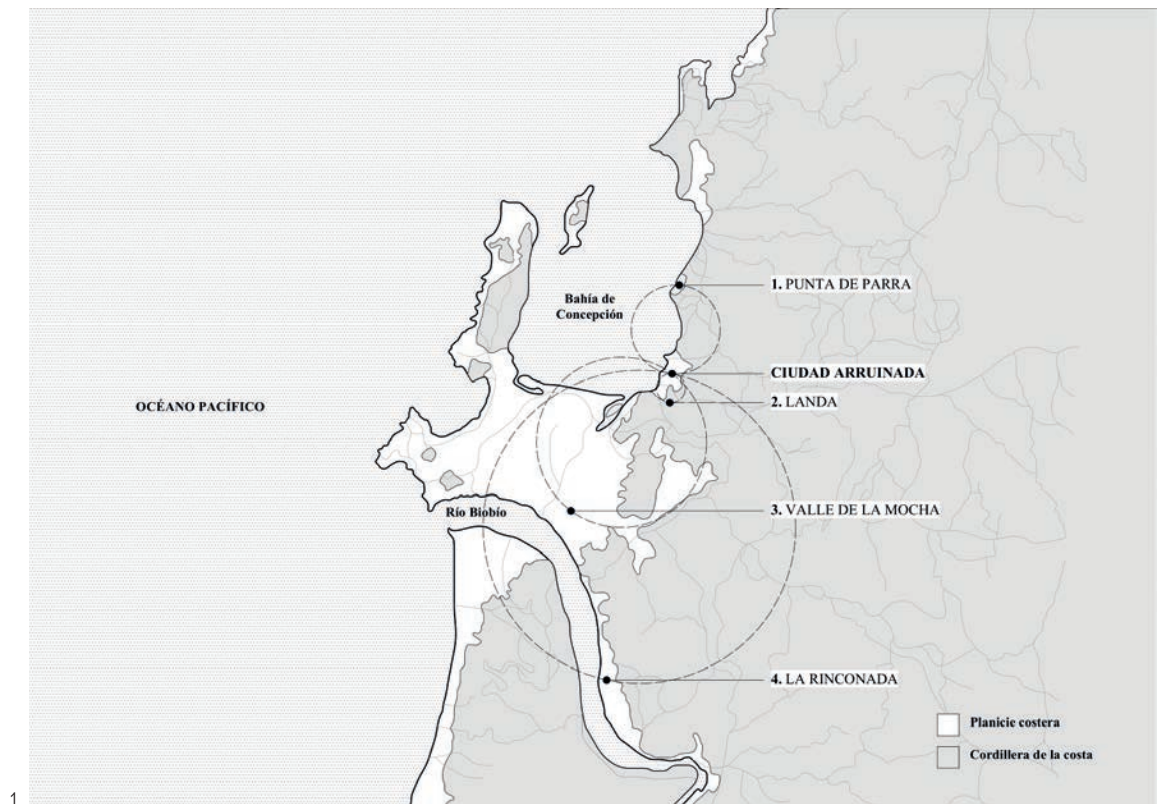 1. PUNTA DE PARRA
Bahía de
Concepción
CIUDAD ARRUINADA
2. LANDA
OCÉANO PACÍFICO
3. VALLE DE LA MOCHA
Río Biobío
4. LA RINCONADA
Planicie costera
Cordillera de la costa
1